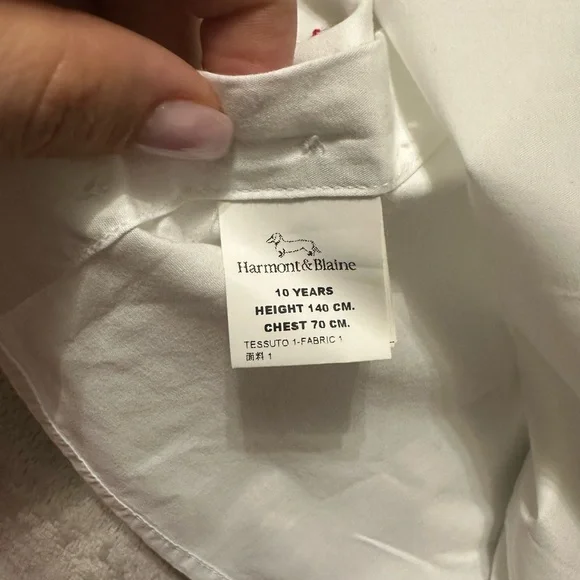 Harmont&Blaine
10 YEARS
HEIGHT 140 CM.
CHEST 70 CM.
TESSUTO 1-FABRIC 1
面料 1